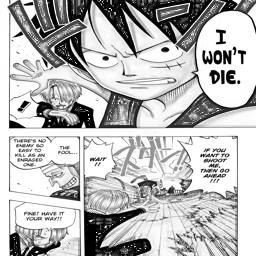 I
WON'T
DIE.
IF YOU
WANT TO
SHOOT
ME,
THEN GO
AHEAD
!!!
WAIT
!!
THE
FOOL...
THERE'S NO
ENEMY SO
EASY TO
KILL AS AN
ENRAGED
ONE.
FINE! HAVE IT
YOUR WAY!!